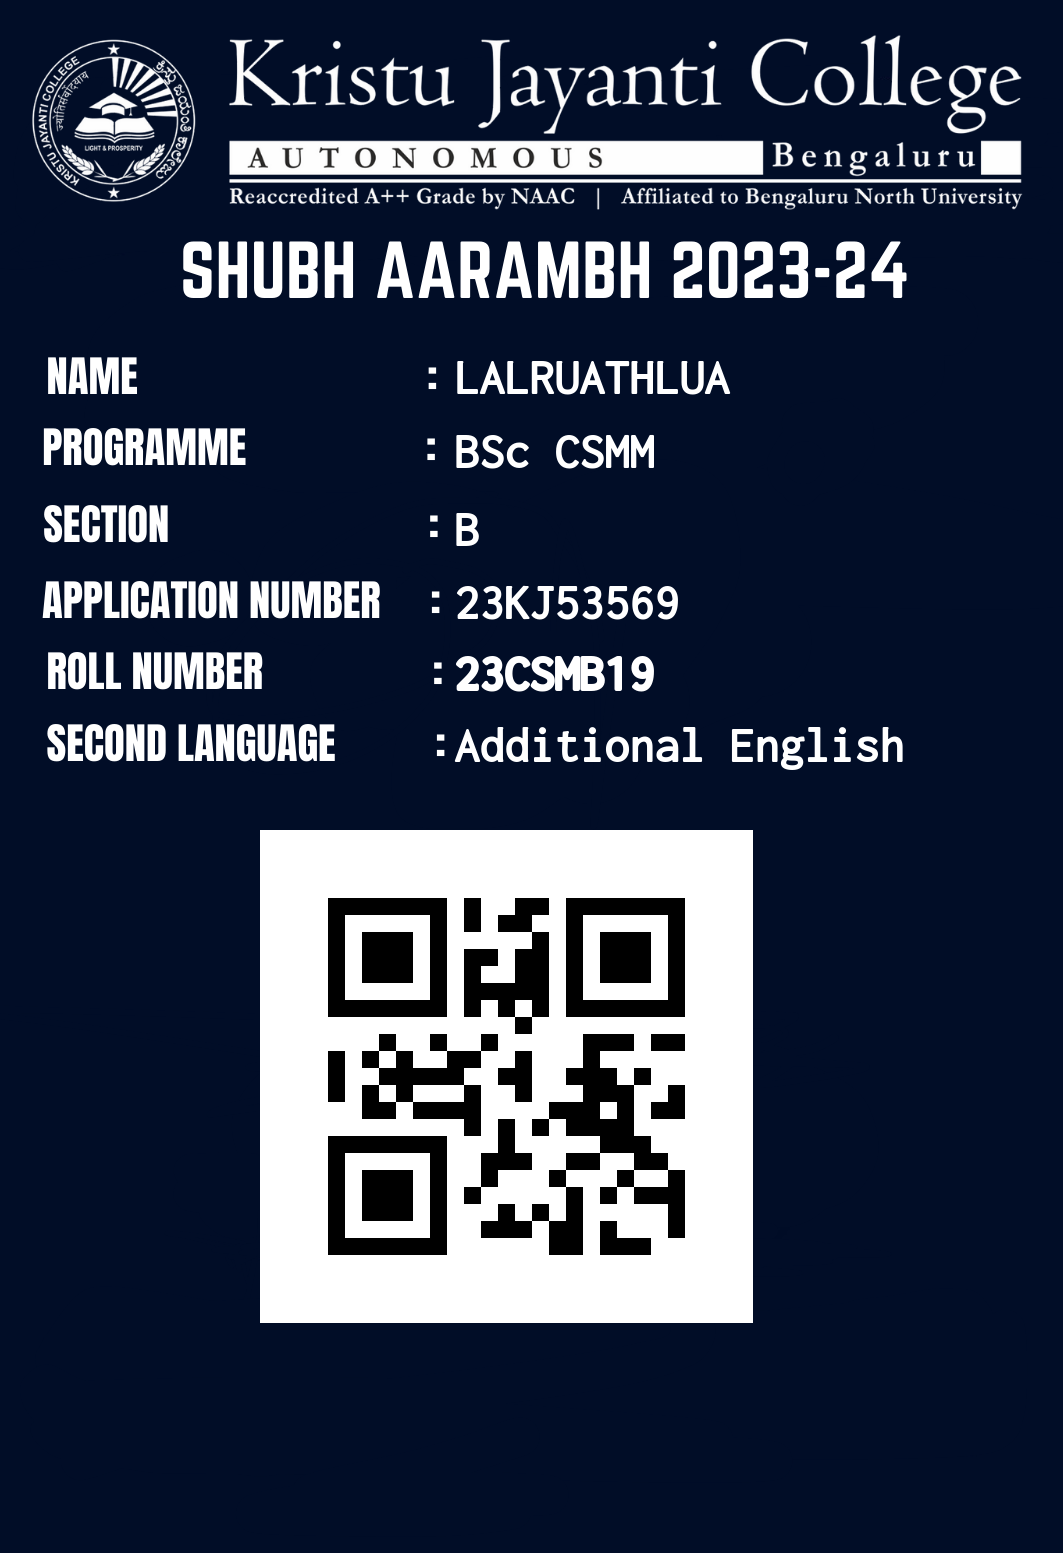 Kristu Jayanti College
AUTONOMOUS Bengaluru
Reaccredited A++ Grade by NAAC | Affiliated to Bengaluru North University
KRISTU JAYANTI COLLEGE
LIGHT & PROSPERITY
SHUBH AARAMBH 2023-24
NAME : LALRUATHLUA
PROGRAMME : BSc CSMM
SECTION : B
APPLICATION NUMBER : 23KJ53569
ROLL NUMBER : 23CSMB19
SECOND LANGUAGE : Additional English